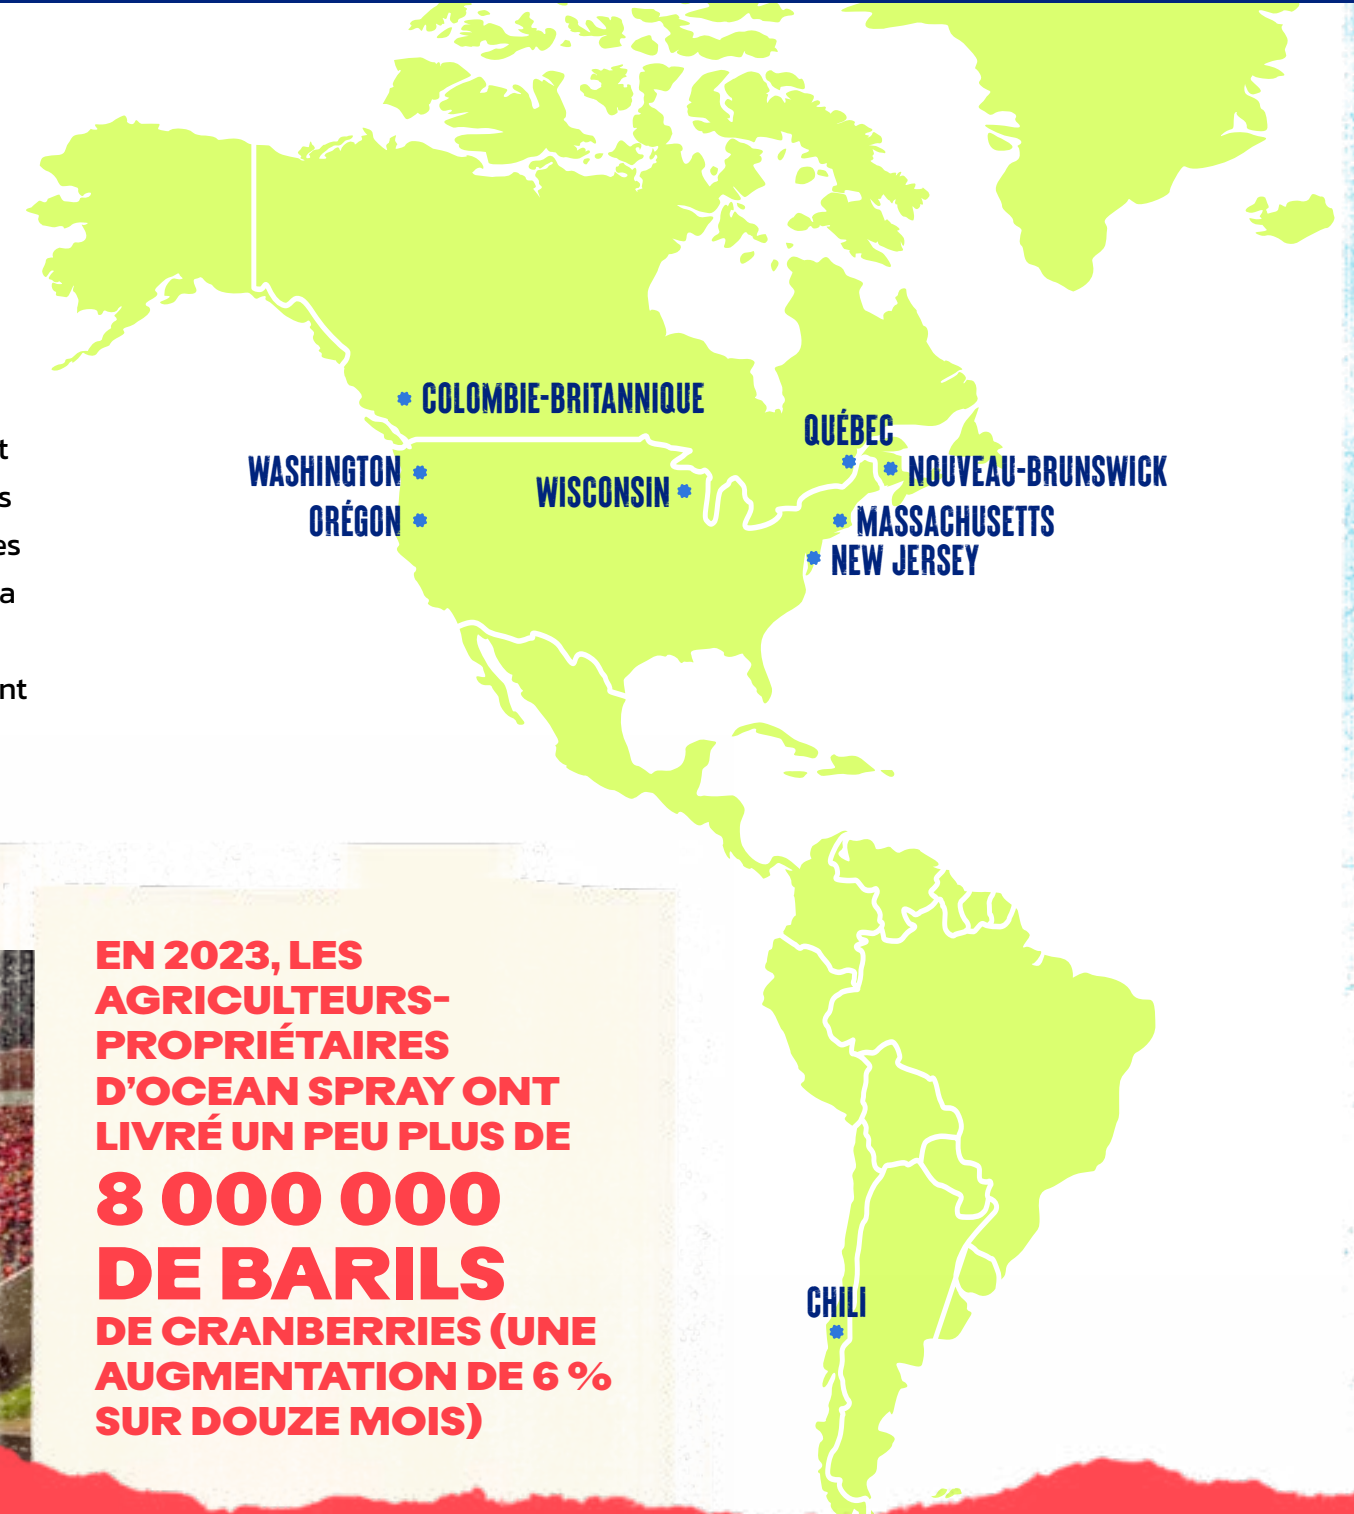 COLOMBIE-BRITANNIQUE
QUÉBEC
t
WASHINGTON
NOUVEAU-BRUNSWICK
WISCONSIN
s
ORÉGON
MASSACHUSETTS
es
NEW JERSEY
a
nt
EN 2023, LES
AGRICULTEURS-
PROPRIÉTAIRES
D’OCEAN SPRAY ONT
LIVRÉ UN PEU PLUS DE
8 000 000
DE BARILS
DE CRANBERRIES (UNE
AUGMENTATION DE 6 %
SUR DOUZE MOIS)
CHILI